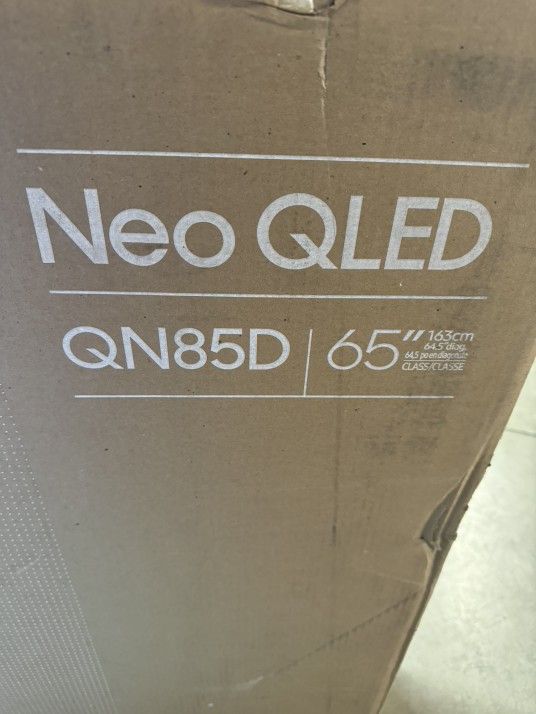 Neo QLED
QN85D 65"
163cm
64.5 diag.
64,5 po en diagonale
CLASS/CLASSE